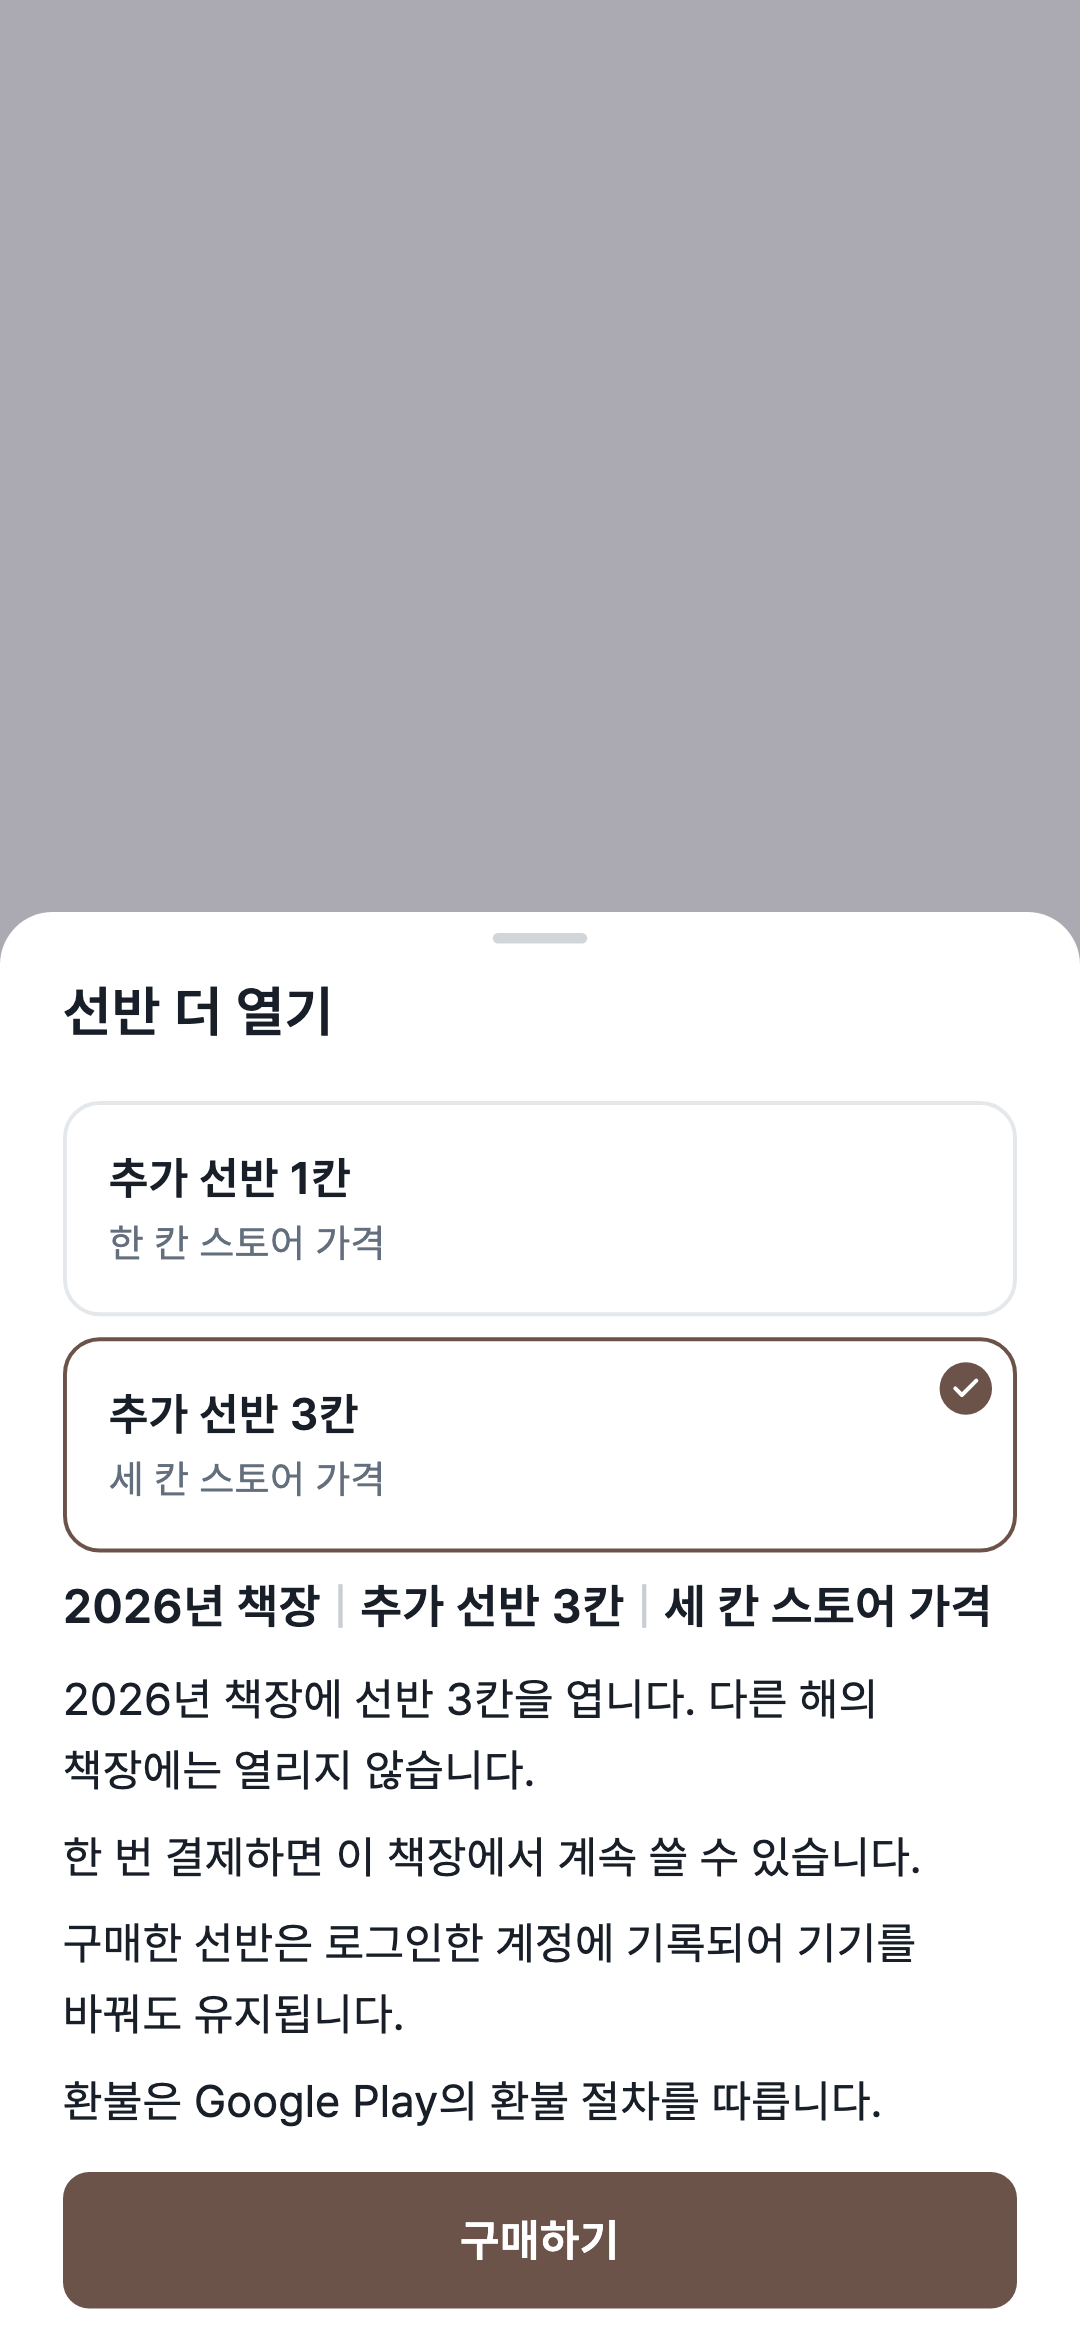 선반 더 열기
추가 선반 1칸
한 칸 스토어 가격
추가 선반 3칸
세 칸 스토어 가격
2026년 책장 | 추가 선반 3칸 | 세 칸 스토어 가격
2026년 책장에 선반 3칸을 엽니다. 다른 해의
책장에는 열리지 않습니다.
한 번 결제하면 이 책장에서 계속 쓸 수 있습니다.
구매한 선반은 로그인한 계정에 기록되어 기기를
바꿔도 유지됩니다.
환불은 Google Play의 환불 절차를 따릅니다.
구매하기